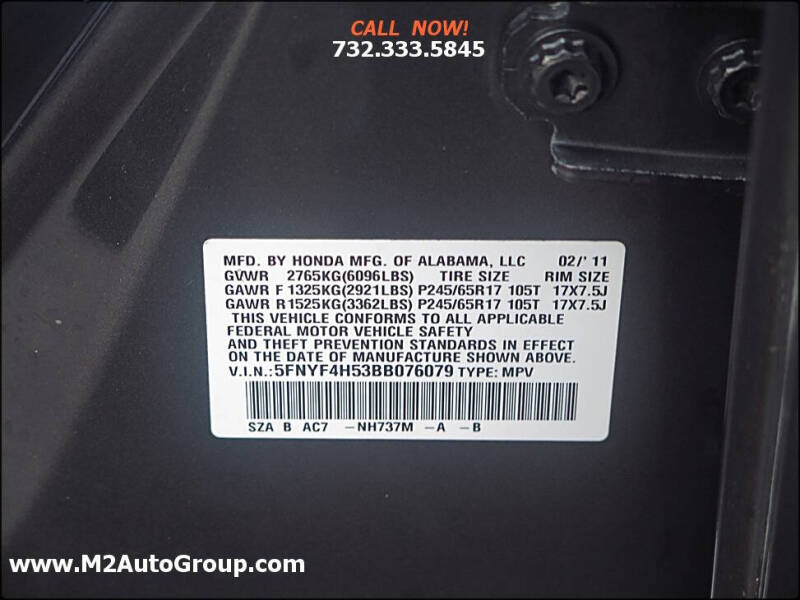 CALL NOW!
732.333.5845
MFD. BY HONDA MFG. OF ALABAMA, LLC 02/'11
GVWR 2765KG(6096LBS) TIRE SIZE RIM SIZE
GAWR F 1325KG(2921LBS) P245/65R17 105T 17X7.5J
GAWR R 1525KG(3362LBS) P245/65R17 105T 17X7.5J
THIS VEHICLE CONFORMS TO ALL APPLICABLE
FEDERAL MOTOR VEHICLE SAFETY
AND THEFT PREVENTION STANDARDS IN EFFECT
ON THE DATE OF MANUFACTURE SHOWN ABOVE.
V.I.N.: 5FNYF4H53BB076079 TYPE: MPV
SZA B AC7 -NH737M -A -B
www.M2AutoGroup.com